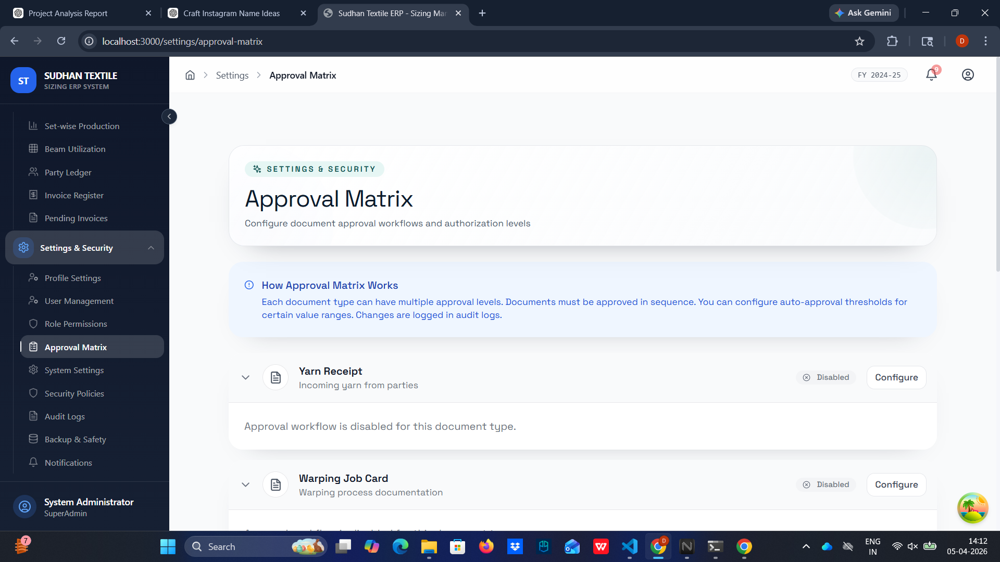 Project Analysis Report
Craft Instagram Name Ideas
Sudhan Textile ERP - Sizing Mar
Ask Gemini
localhost:3000/settings/approval-matrix
D
ST
SUDHAN TEXTILE
SIZING ERP SYSTEM
Settings
Approval Matrix
FY 2024-25
9
Set-wise Production
Beam Utilization
Party Ledger
Invoice Register
Pending Invoices
Settings & Security
Profile Settings
User Management
Role Permissions
Approval Matrix
System Settings
Security Policies
Audit Logs
Backup & Safety
Notifications
System Administrator
SuperAdmin
SETTINGS & SECURITY
Approval Matrix
Configure document approval workflows and authorization levels
How Approval Matrix Works
Each document type can have multiple approval levels. Documents must be approved in sequence. You can configure auto-approval thresholds for
certain value ranges. Changes are logged in audit logs.
Yarn Receipt
Incoming yarn from parties
Disabled
Configure
Approval workflow is disabled for this document type.
Warping Job Card
Warping process documentation
Disabled
Configure
7
Search
D
ENG
IN
14:12
05-04-2026